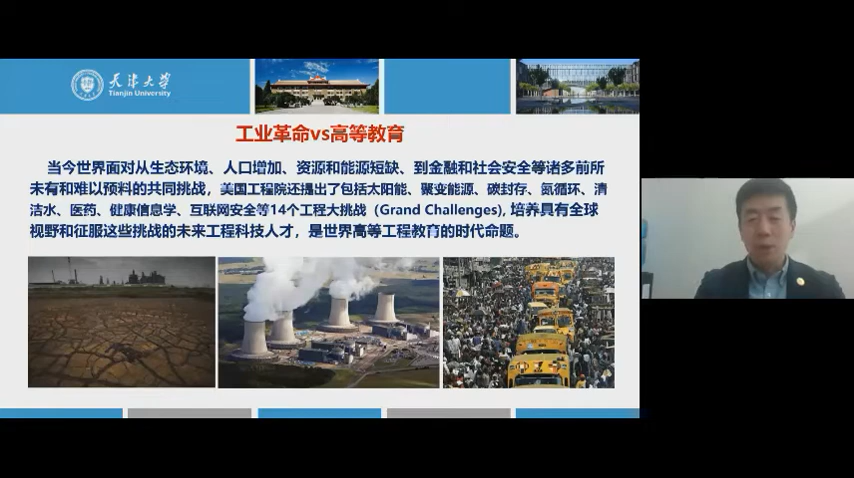 天津大学
Tianjin University
工业革命vs高等教育
当今世界面对从生态环境、人口增加、资源和能源短缺、到金融和社会安全等诸多前所
未有和难以预料的共同挑战，美国工程院还提出了包括太阳能、聚变能源、碳封存、氮循环、清
洁水、医药、健康信息学、互联网安全等14个工程大挑战（Grand Challenges), 培养具有全球
视野和征服这些挑战的未来工程科技人才，是世界高等工程教育的时代命题。